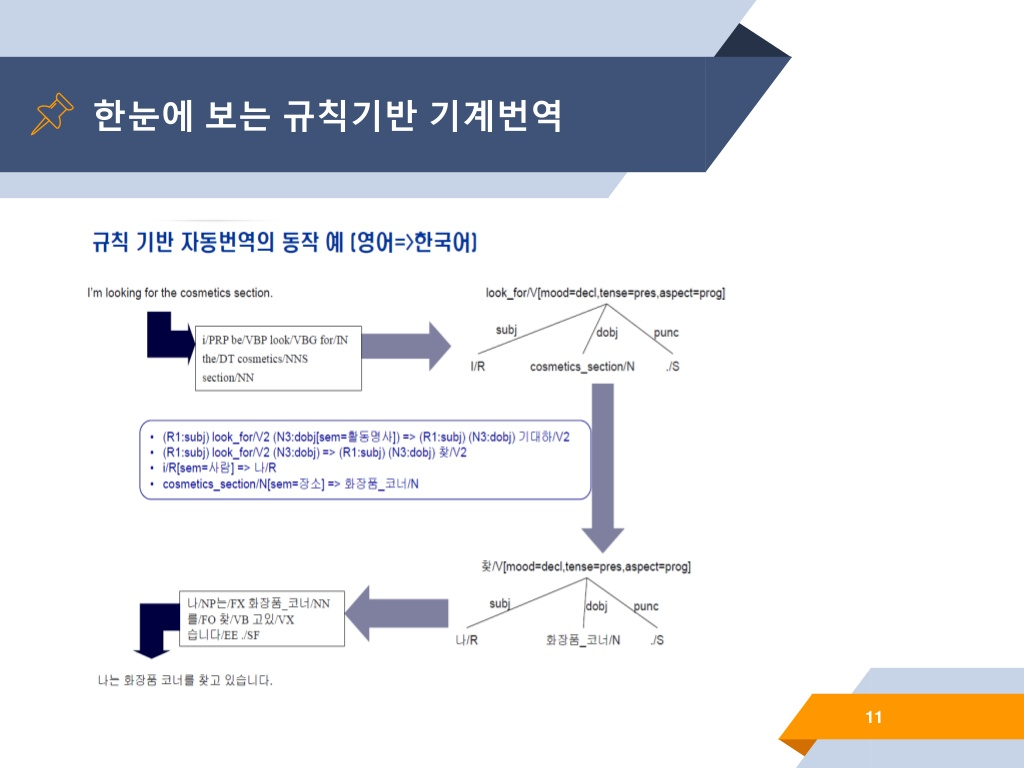 한눈에 보는 규칙기반 기계번역
규칙 기반 자동번역의 동작 예 (영어=>한국어)
I'm looking for the cosmetics section.
i/PRP be/VBP look/VBG for/IN
the/DT cosmetics/NNS
section/NN
look_for/V[mood=decl,tense=pres,aspect=prog]
subj
dobj
punc
I/R
cosmetics_section/N
./S
• (R1:subj) look_for/V2 (N3:dobj[sem=활동명사]) => (R1:subj) (N3:dobj) 기대하/V2
• (R1:subj) look_for/V2 (N3:dobj) => (R1:subj) (N3:dobj) 찾/V2
• i/R[sem=사람] => 나/R
• cosmetics_section/N[sem=장소] => 화장품_코너/N
찾/V[mood=decl,tense=pres,aspect=prog]
subj
dobj
punc
나/R
화장품_코너/N
./S
나/NP는/FX 화장품_코너/NN
를/FO 찾/VB 고있/VX
습니다/EE ./SF
나는 화장품 코너를 찾고 있습니다.
11